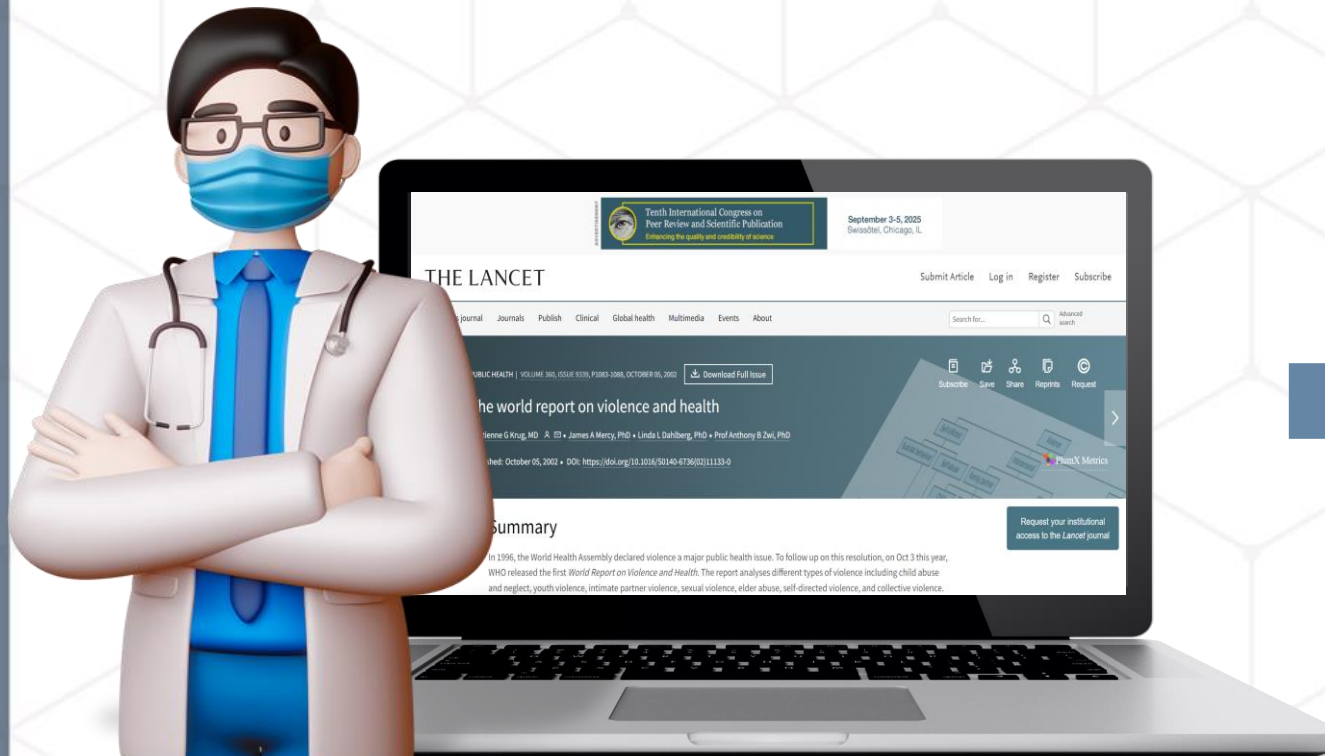 ADVERTISEMENT
Tenth International Congress on
Peer Review and Scientific Publication
Enhancing the quality and credibility of science
September 3-5, 2025
Swissôtel, Chicago, IL
THE LANCET
Submit Article Log in Register Subscribe
journal Journals Publish Clinical Global health Multimedia Events About
Search for...
Advanced
search
PUBLIC HEALTH | VOLUME 360, ISSUE 9339, P1083-1088, OCTOBER 05, 2002
Download Full Issue
Subscribe Save Share Reprints Request
he world report on violence and health
ienne G Krug, MD • James A Mercy, PhD • Linda L Dahlberg, PhD • Prof Anthony B Zwi, PhD
shed: October 05, 2002 • DOI: https://doi.org/10.1016/S0140-6736(02)11133-0
PlumX Metrics
Summary
Request your institutional
access to the Lancet journal
In 1996, the World Health Assembly declared violence a major public health issue. To follow up on this resolution, on Oct 3 this year,
WHO released the first World Report on Violence and Health. The report analyses different types of violence including child abuse
and neglect, youth violence, intimate partner violence, sexual violence, elder abuse, self-directed violence, and collective violence.